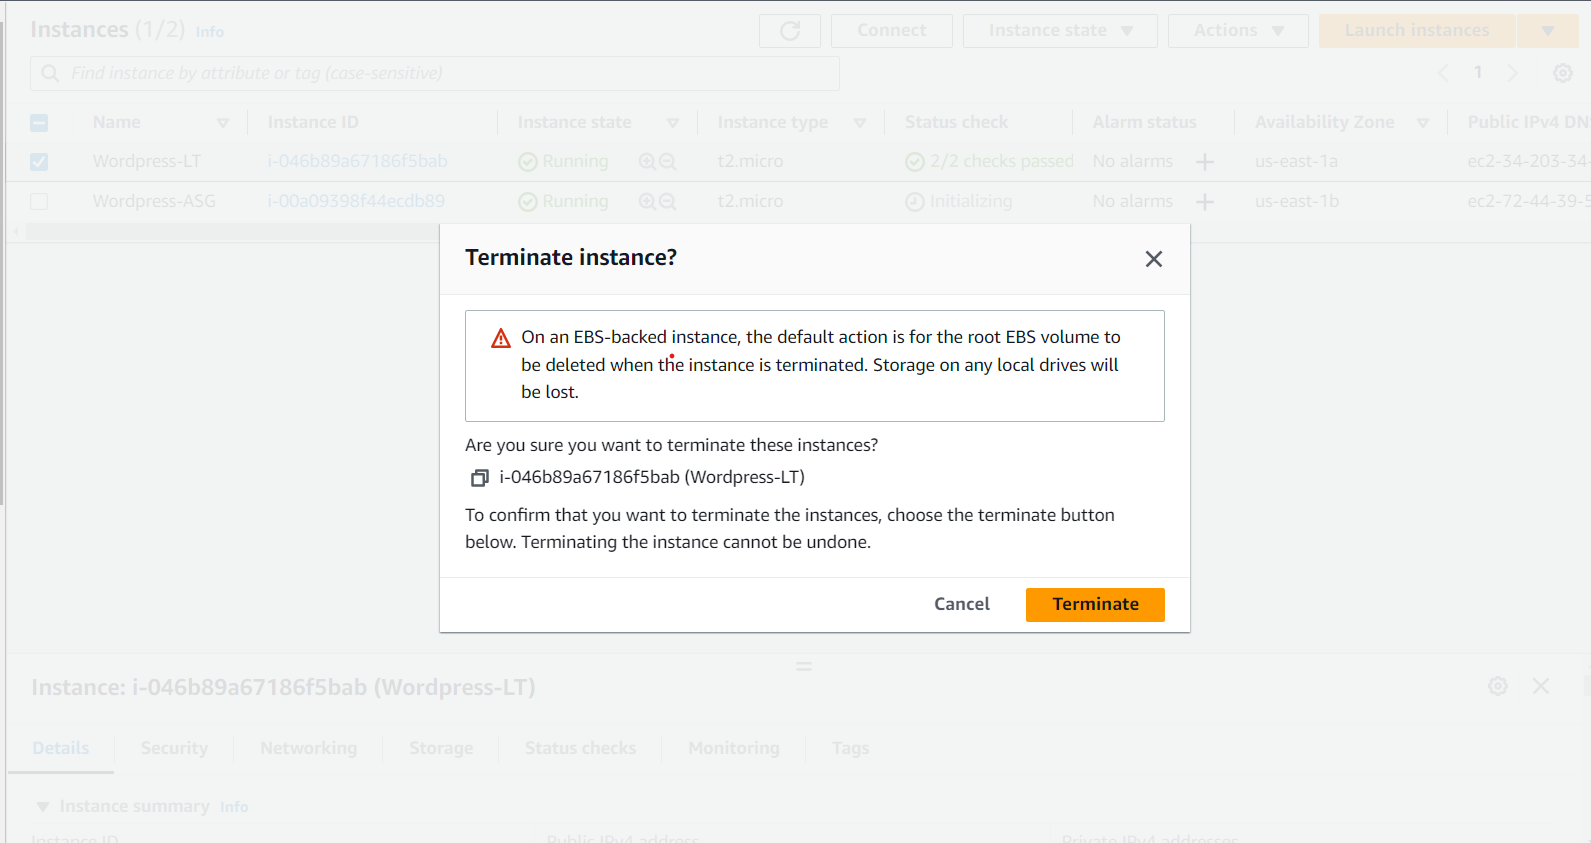 Instances (1/2) Info
Connect Instance state Actions Launch instances
Find instance by attribute or tag (case-sensitive)
1
Name Instance ID Instance state Instance type Status check Alarm status Availability Zone Public IPv4 DN
Wordpress-LT i-046b89a67186f5bab Running t2.micro 2/2 checks passed No alarms us-east-1a ec2-34-203-34-
Wordpress-ASG i-00a09398f44ecdb89 Running t2.micro Initializing No alarms us-east-1b ec2-72-44-39-5
Terminate instance?
On an EBS-backed instance, the default action is for the root EBS volume to
be deleted when the instance is terminated. Storage on any local drives will
be lost.
Are you sure you want to terminate these instances?
i-046b89a67186f5bab (Wordpress-LT)
To confirm that you want to terminate the instances, choose the terminate button
below. Terminating the instance cannot be undone.
Cancel Terminate
Instance: i-046b89a67186f5bab (Wordpress-LT)
Details Security Networking Storage Status checks Monitoring Tags
Instance summary Info
Instance ID Public IPv4 address Private IPv4 addresses